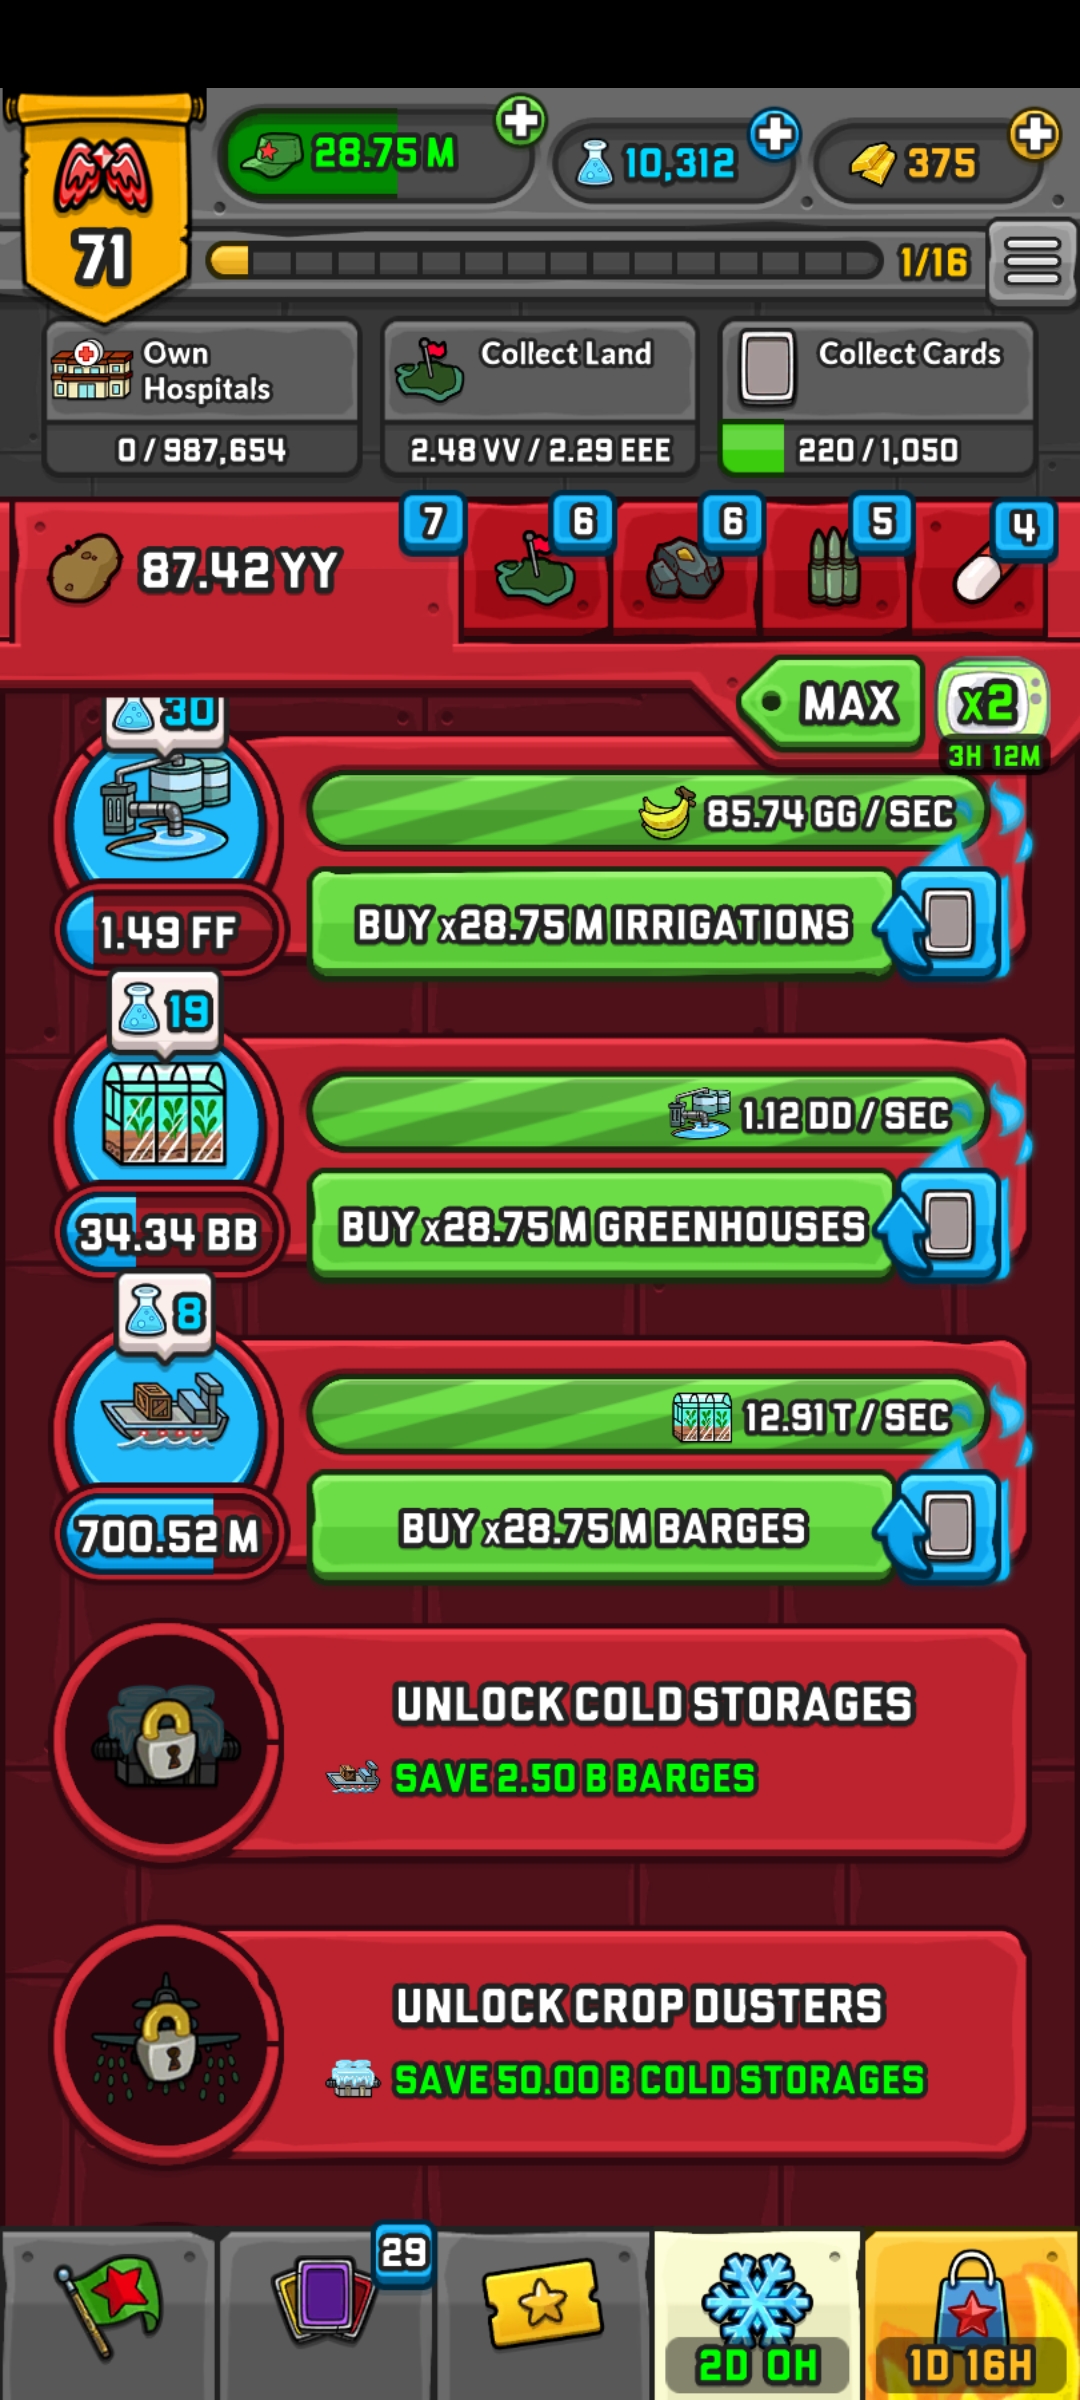 71
28.75 M
10,312
375
1/16
Own
Hospitals
0 / 987,654
Collect Land
2.48 VV / 2.29 EEE
Collect Cards
220 / 1,050
87.42 YY
7
6
6
5
4
MAX
x2
3H 12M
30
85.74 GG / SEC
BUY x28.75 M IRRIGATIONS
1.49 FF
19
1.12 DD / SEC
BUY x28.75 M GREENHOUSES
34.34 BB
8
12.91 T / SEC
BUY x28.75 M BARGES
700.52 M
UNLOCK COLD STORAGES
SAVE 2.50 B BARGES
UNLOCK CROP DUSTERS
SAVE 50.00 B COLD STORAGES
29
2D 0H
1D 16H